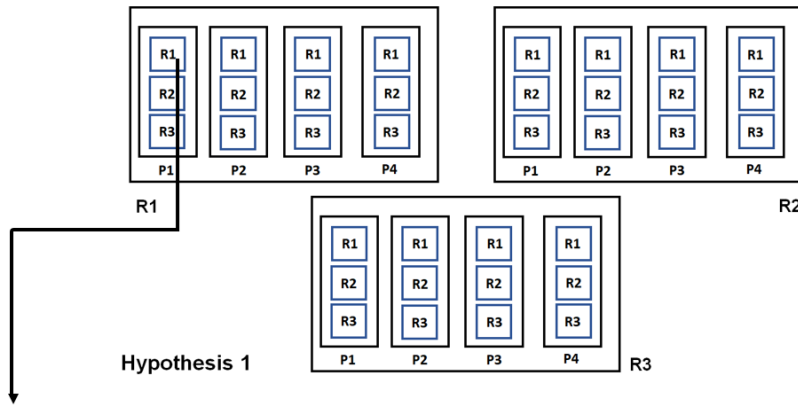 R1 R1 R1 R1
R2 R2 R2 R2
R3 R3 R3 R3
P1 P2 P3 P4
R1
R1 R1 R1 R1
R2 R2 R2 R2
R3 R3 R3 R3
P1 P2 P3 P4
R2
R1 R1 R1 R1
R2 R2 R2 R2
R3 R3 R3 R3
P1 P2 P3 P4
R3
Hypothesis 1